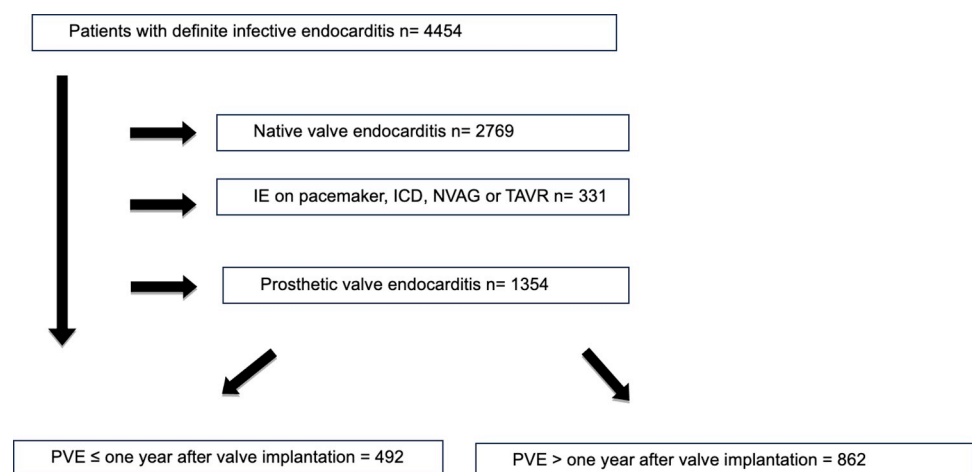 Patients with definite infective endocarditis n= 4454
Native valve endocarditis n= 2769
IE on pacemaker, ICD, NVAG or TAVR n= 331
Prosthetic valve endocarditis n= 1354
PVE ≤ one year after valve implantation = 492
PVE > one year after valve implantation = 862